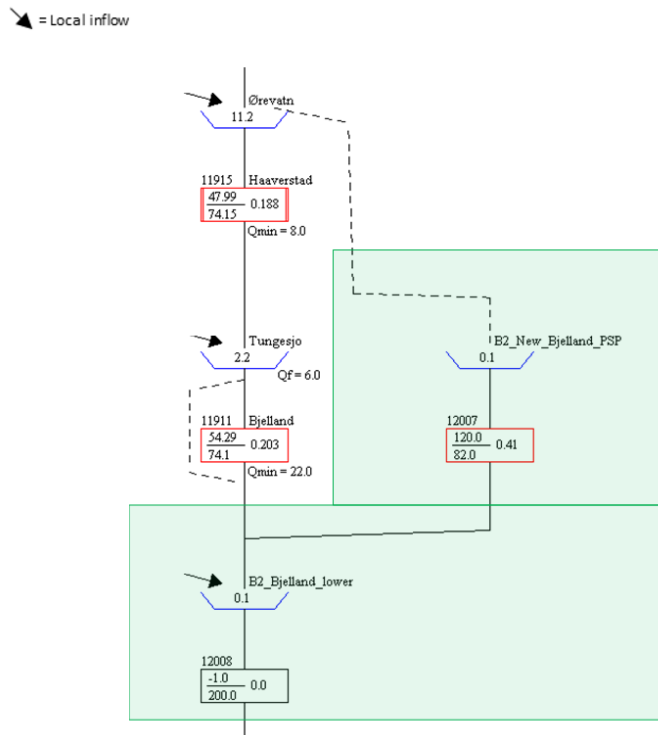 = Local inflow
Ørevatn
11.2
11915 Haaverstad
47.99
74.15
0.188
Qmin = 8.0
Tungesjo
2.2
Qf = 6.0
B2_New_Bjelland_PSP
0.1
11911 Bjelland
54.29
74.1
0.203
Qmin = 22.0
12007
120.0
82.0
0.41
B2_Bjelland_lower
0.1
12008
-1.0
200.0
0.0